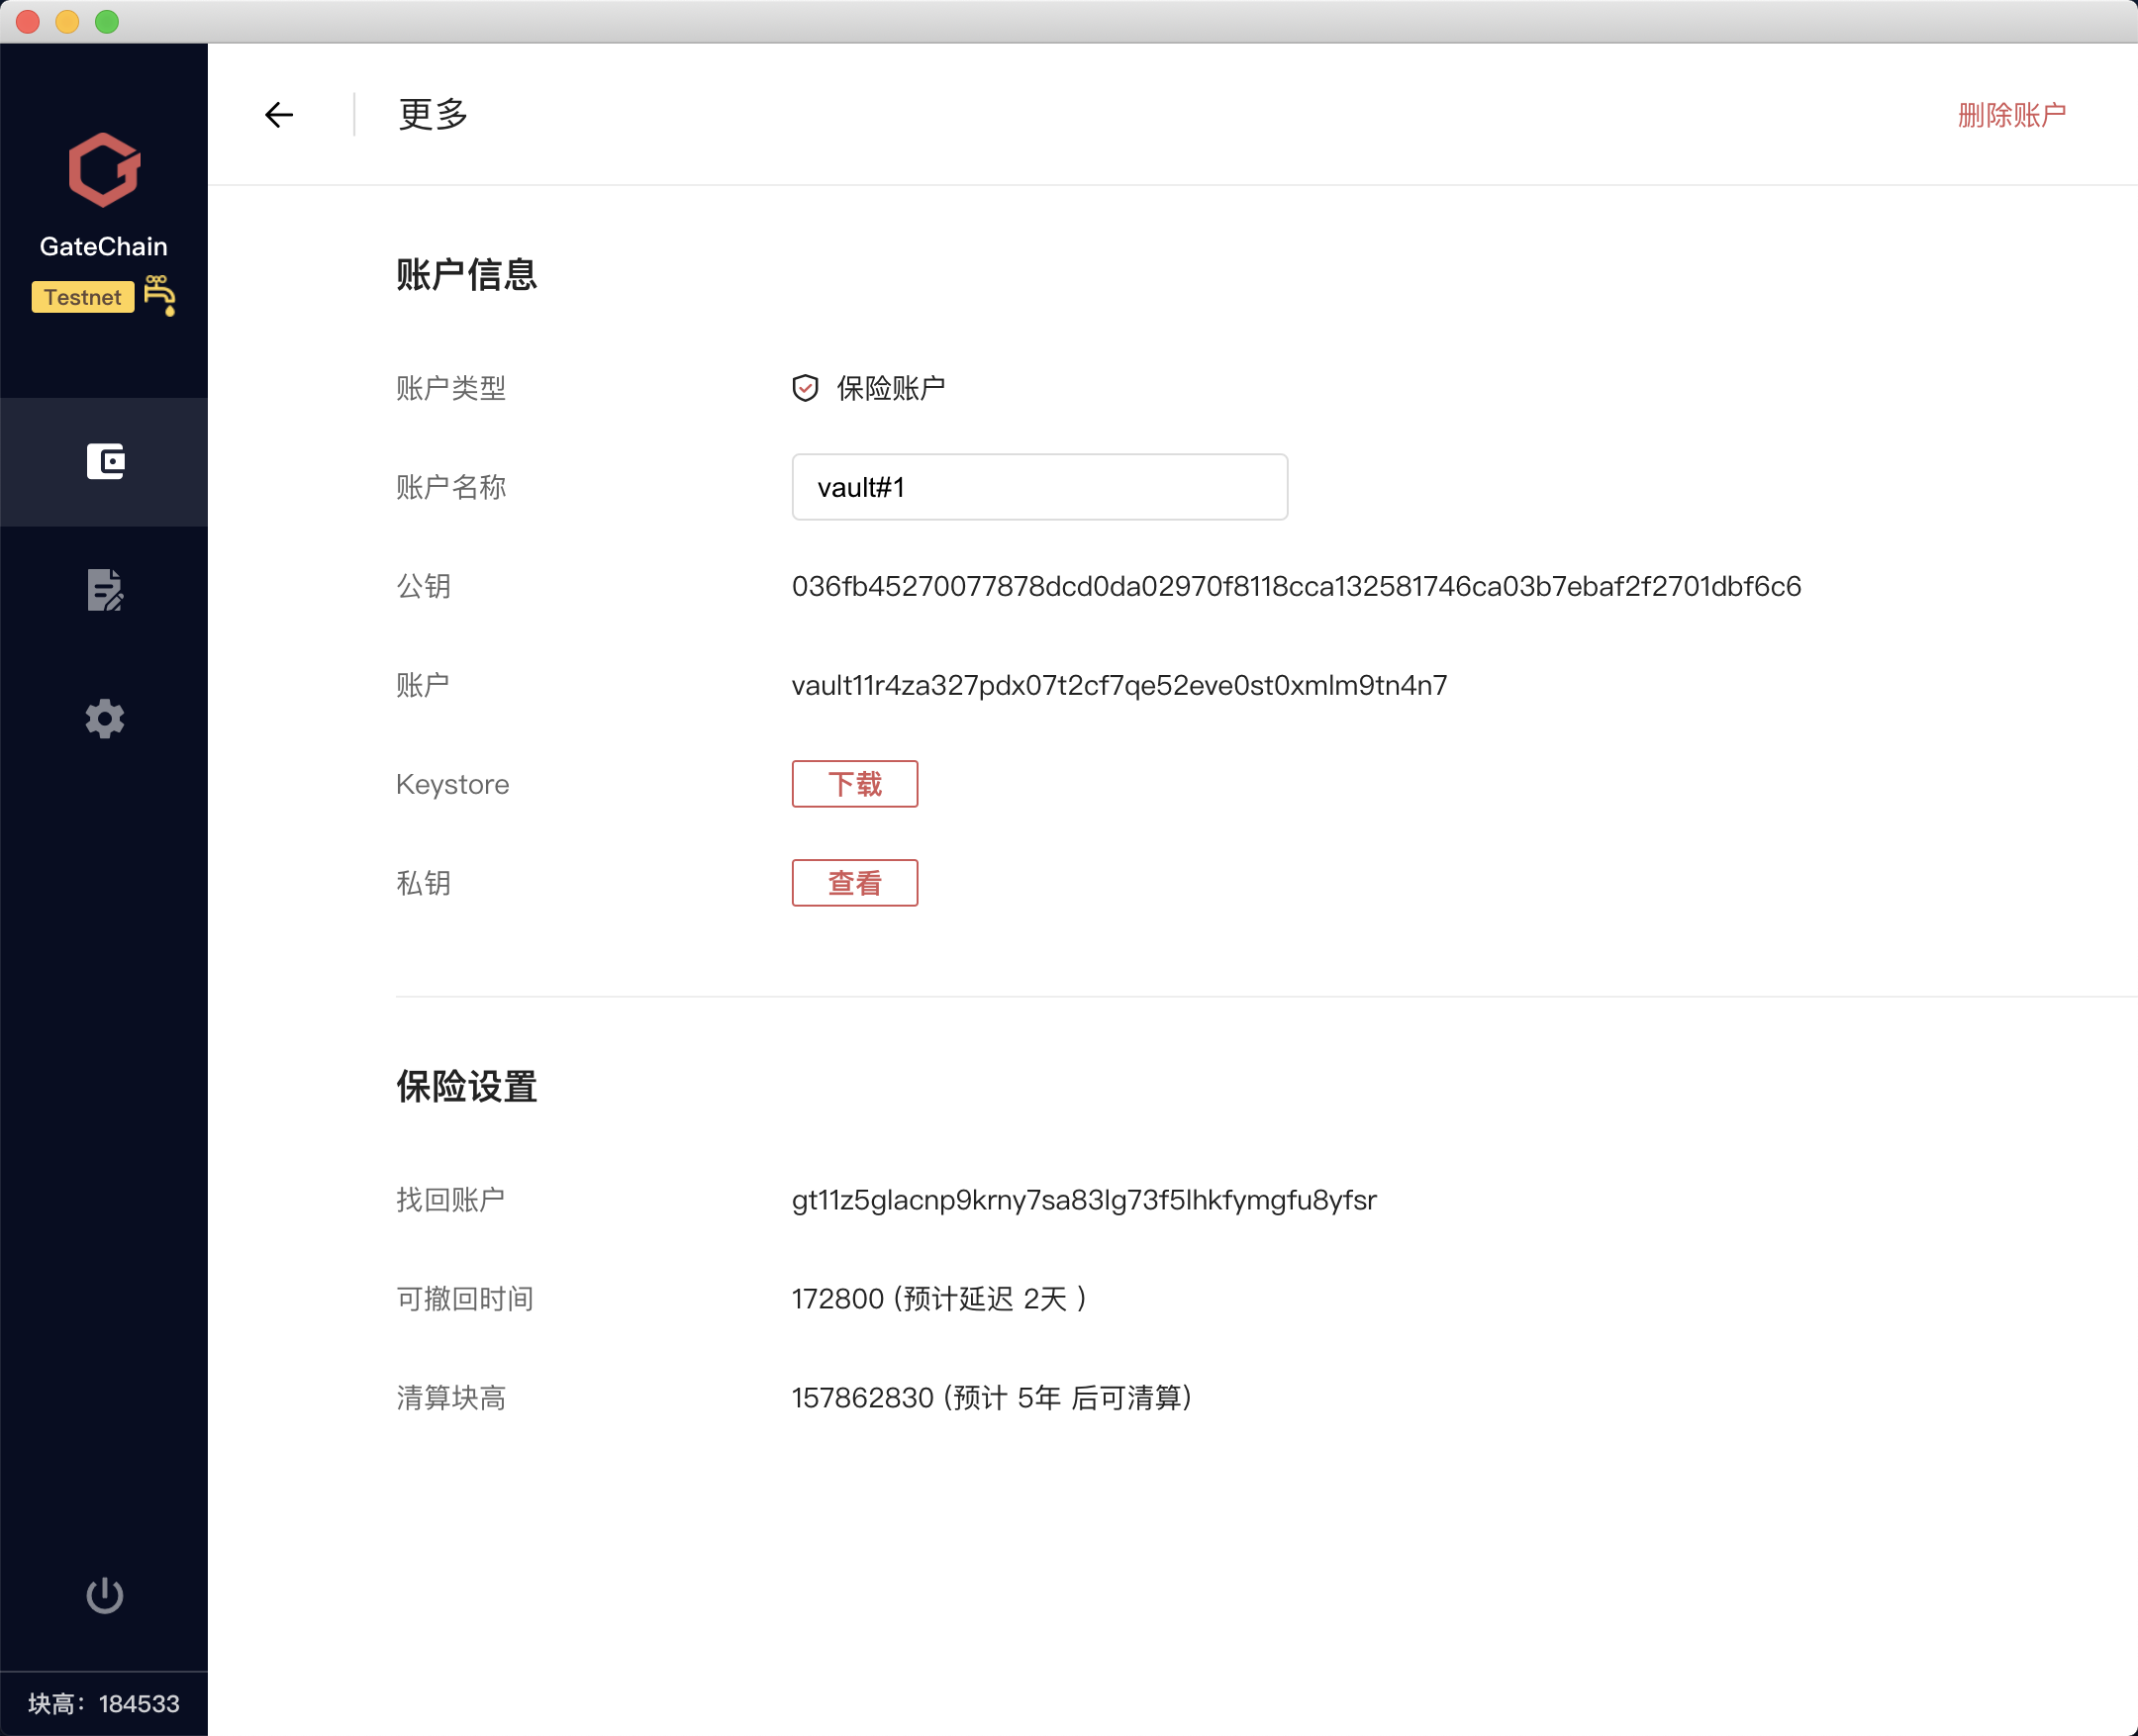 更多
删除账户
GateChain
Testnet
账户信息
账户类型 保险账户
账户名称 vault#1
公钥 036fb45270077878dcd0da02970f8118cca132581746ca03b7ebaf2f2701dbf6c6
账户 vault11r4za327pdx07t2cf7qe52eve0st0xmlm9tn4n7
Keystore 下载
私钥 查看
保险设置
找回账户 gt11z5glacnp9krny7sa83lg73f5lhkfymgfu8yfsr
可撤回时间 172800 (预计延迟 2天 )
清算块高 157862830 (预计 5年 后可清算)
块高：184533